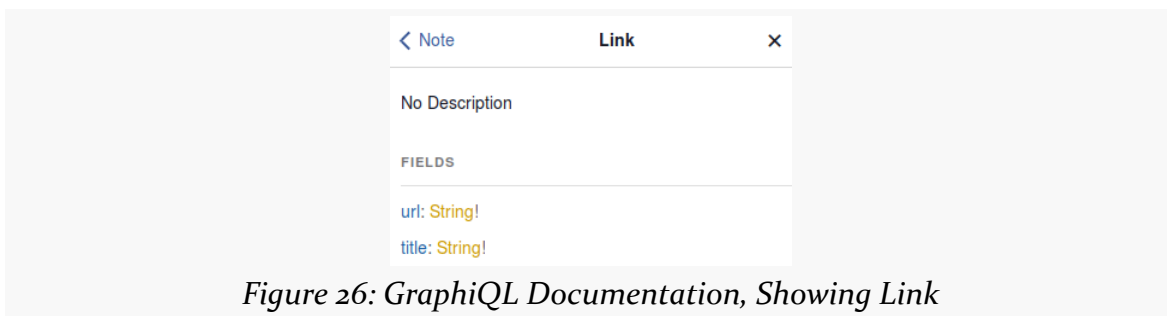 Note Link ×
No Description
FIELDS
url: String!
title: String!
Figure 26: GraphiQL Documentation, Showing Link